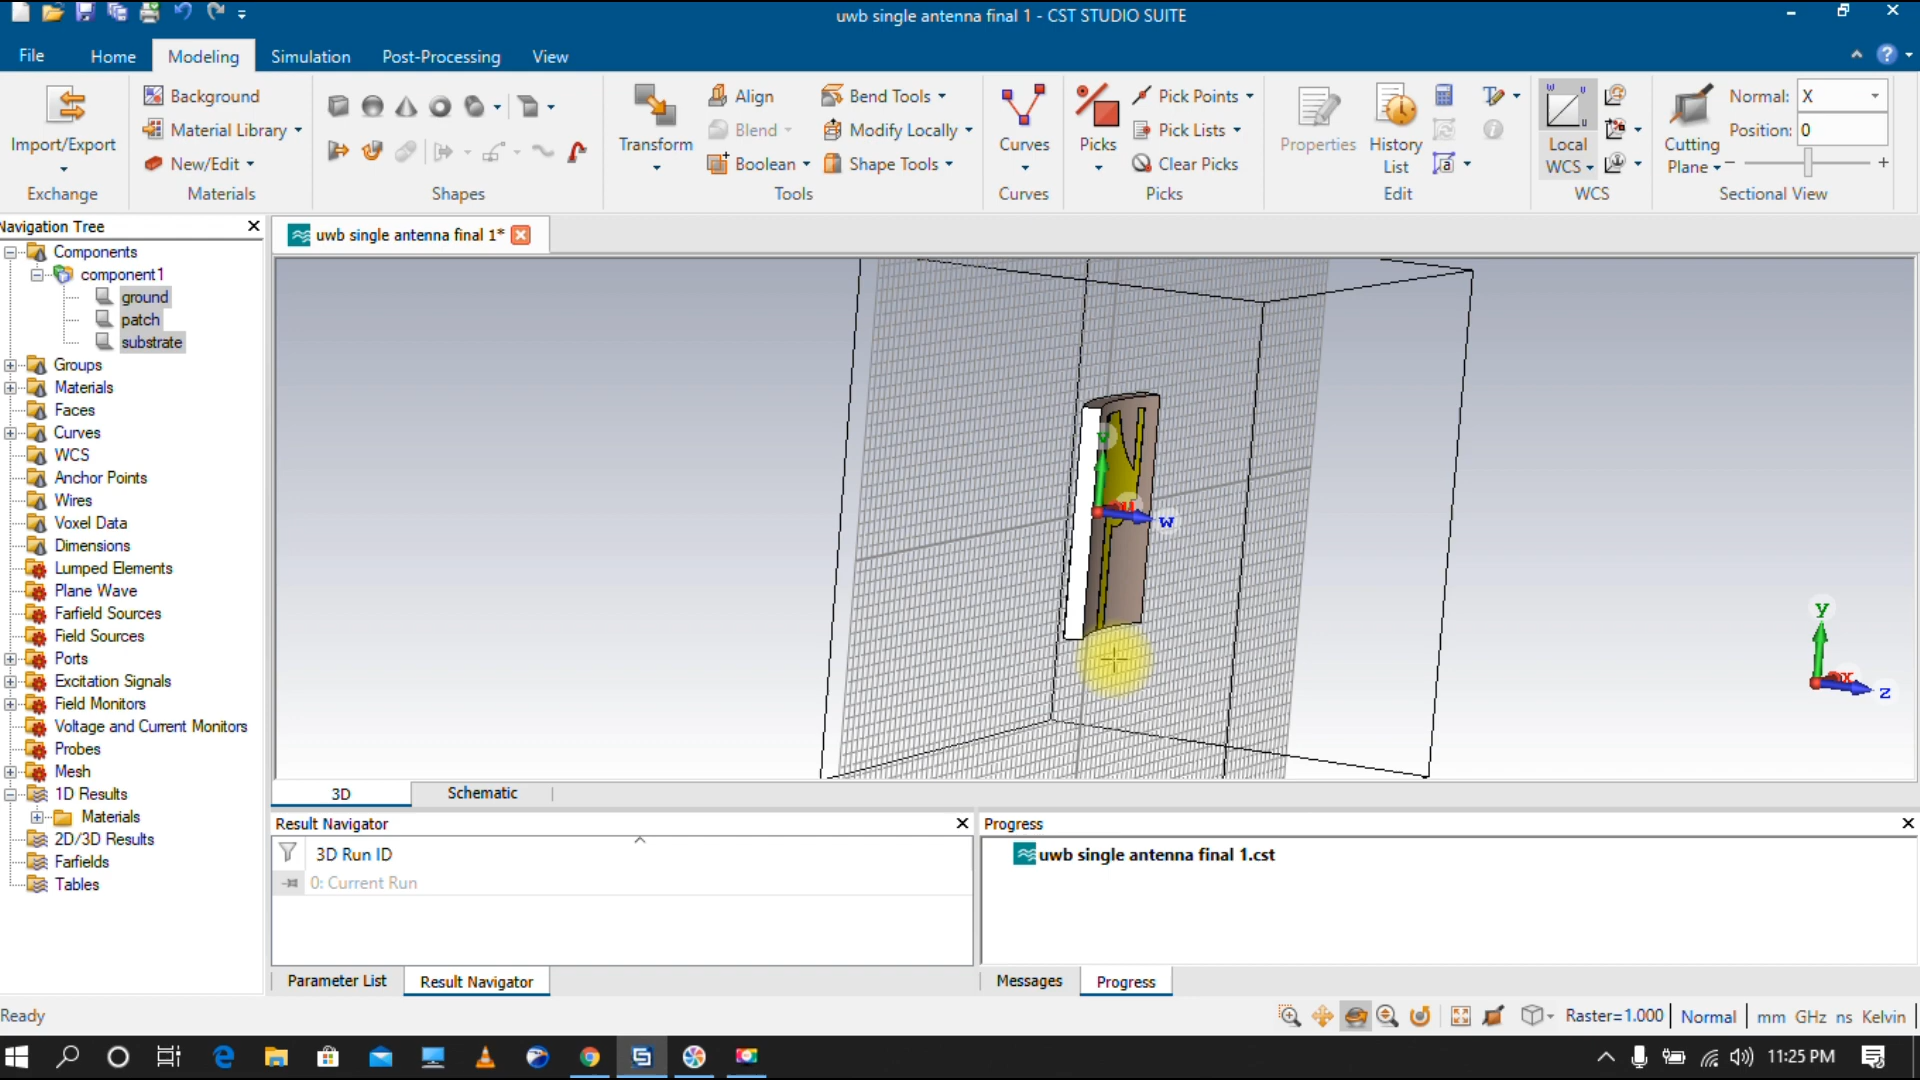 uwb single antenna final 1 - CST STUDIO SUITE
File Home Modeling Simulation Post-Processing View
Import/Export
Exchange
Background
Material Library
New/Edit
Materials
Shapes
Transform
Align
Blend
Boolean
Bend Tools
Modify Locally
Shape Tools
Tools
Curves
Curves
Picks
Pick Points
Pick Lists
Clear Picks
Picks
Properties
History
List
Edit
Local
WCS
WCS
Cutting
Plane
Normal: X
Position: 0
Sectional View
Navigation Tree
Components
component1
ground
patch
substrate
Groups
Materials
Faces
Curves
WCS
Anchor Points
Wires
Voxel Data
Dimensions
Lumped Elements
Plane Wave
Farfield Sources
Field Sources
Ports
Excitation Signals
Field Monitors
Voltage and Current Monitors
Probes
Mesh
1D Results
Materials
2D/3D Results
Farfields
Tables
uwb single antenna final 1*
v
u
w
y
x
z
3D Schematic
Result Navigator
3D Run ID
0: Current Run
Parameter List Result Navigator
Progress
uwb single antenna final 1.cst
Messages Progress
Ready
Raster=1.000 Normal mm GHz ns Kelvin
11:25 PM